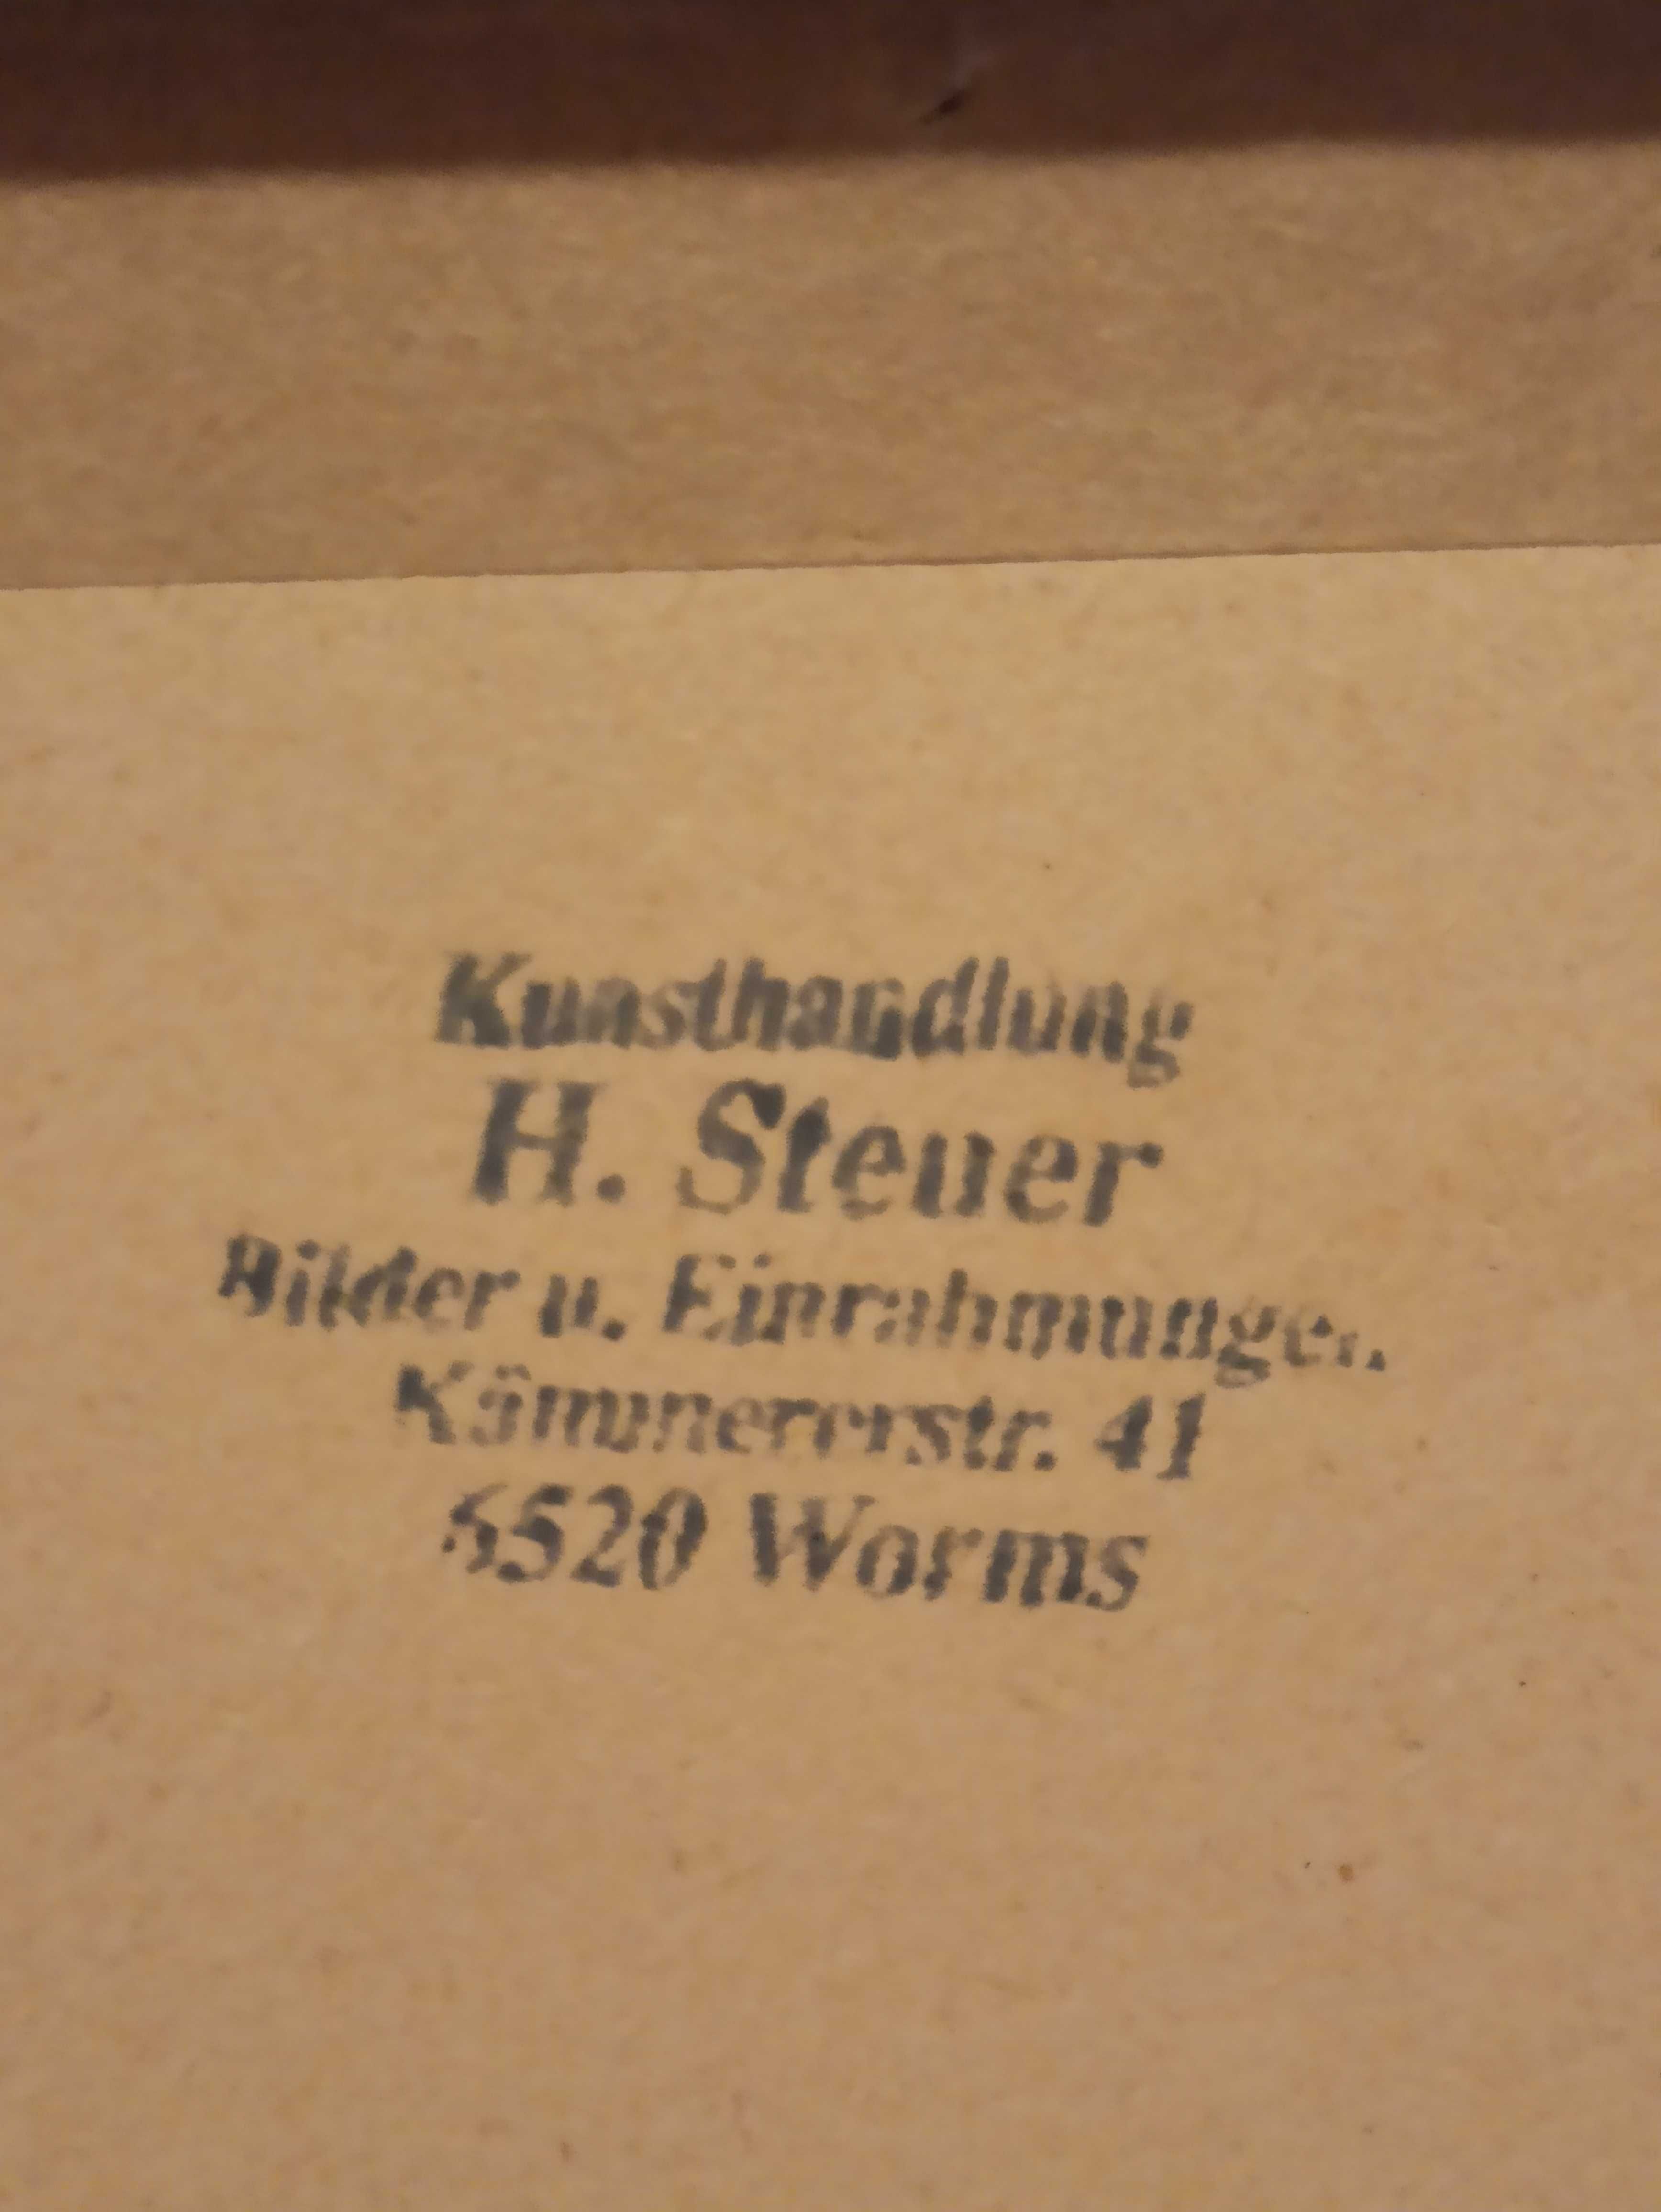 Kunsthandlung
H. Steuer
Bilder u. Einrahmungen
Kämmererstr. 41
6520 Worms